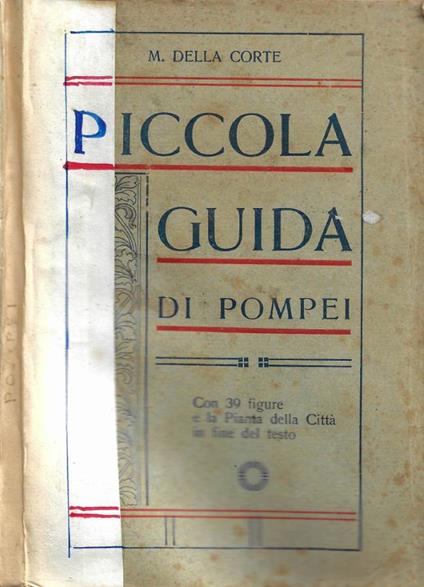 M. DELLA CORTE
PICCOLA
GUIDA
DI POMPEI
Con 39 figure
e la Pianta della Città
in fine del testo
POMPEI